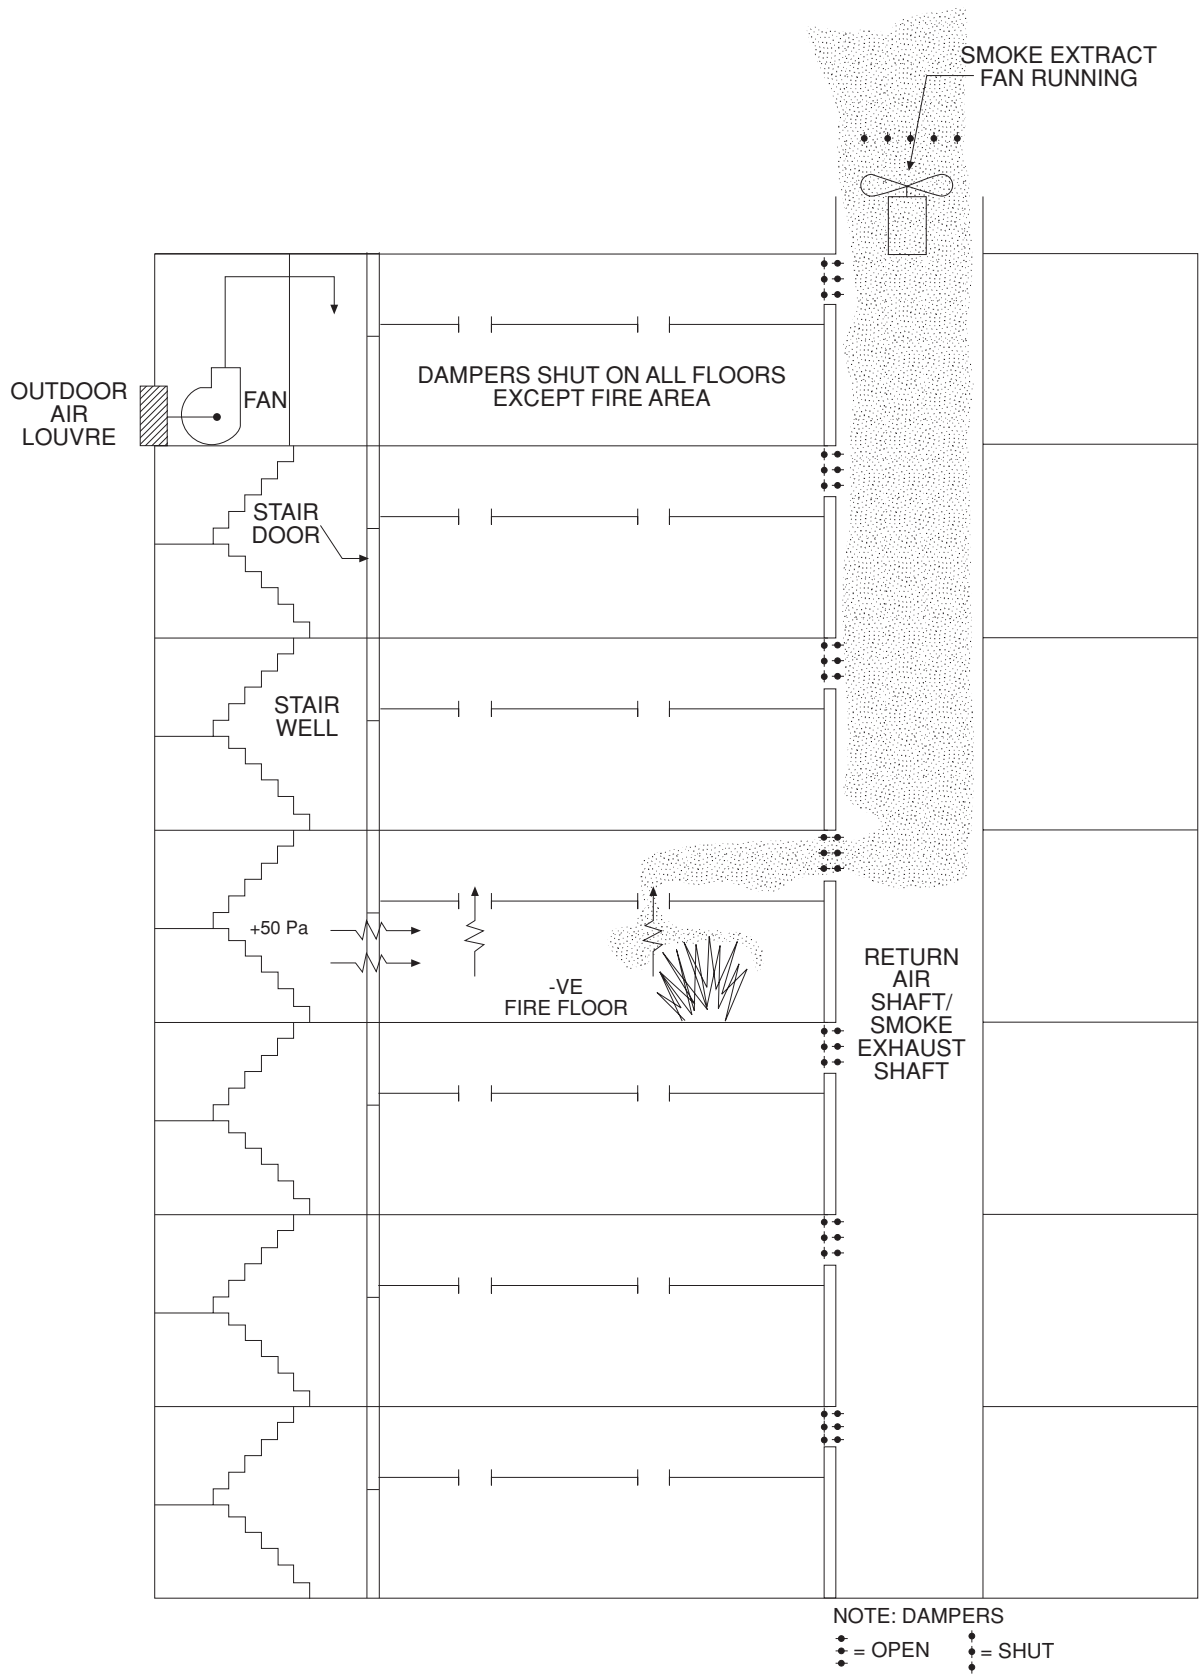 SMOKE EXTRACT
FAN RUNNING
OUTDOOR
AIR
LOUVRE
FAN
DAMPERS SHUT ON ALL FLOORS
EXCEPT FIRE AREA
STAIR
DOOR
STAIR
WELL
+50 Pa
-VE
FIRE FLOOR
RETURN
AIR
SHAFT/
SMOKE
EXHAUST
SHAFT
NOTE: DAMPERS
= OPEN
= SHUT